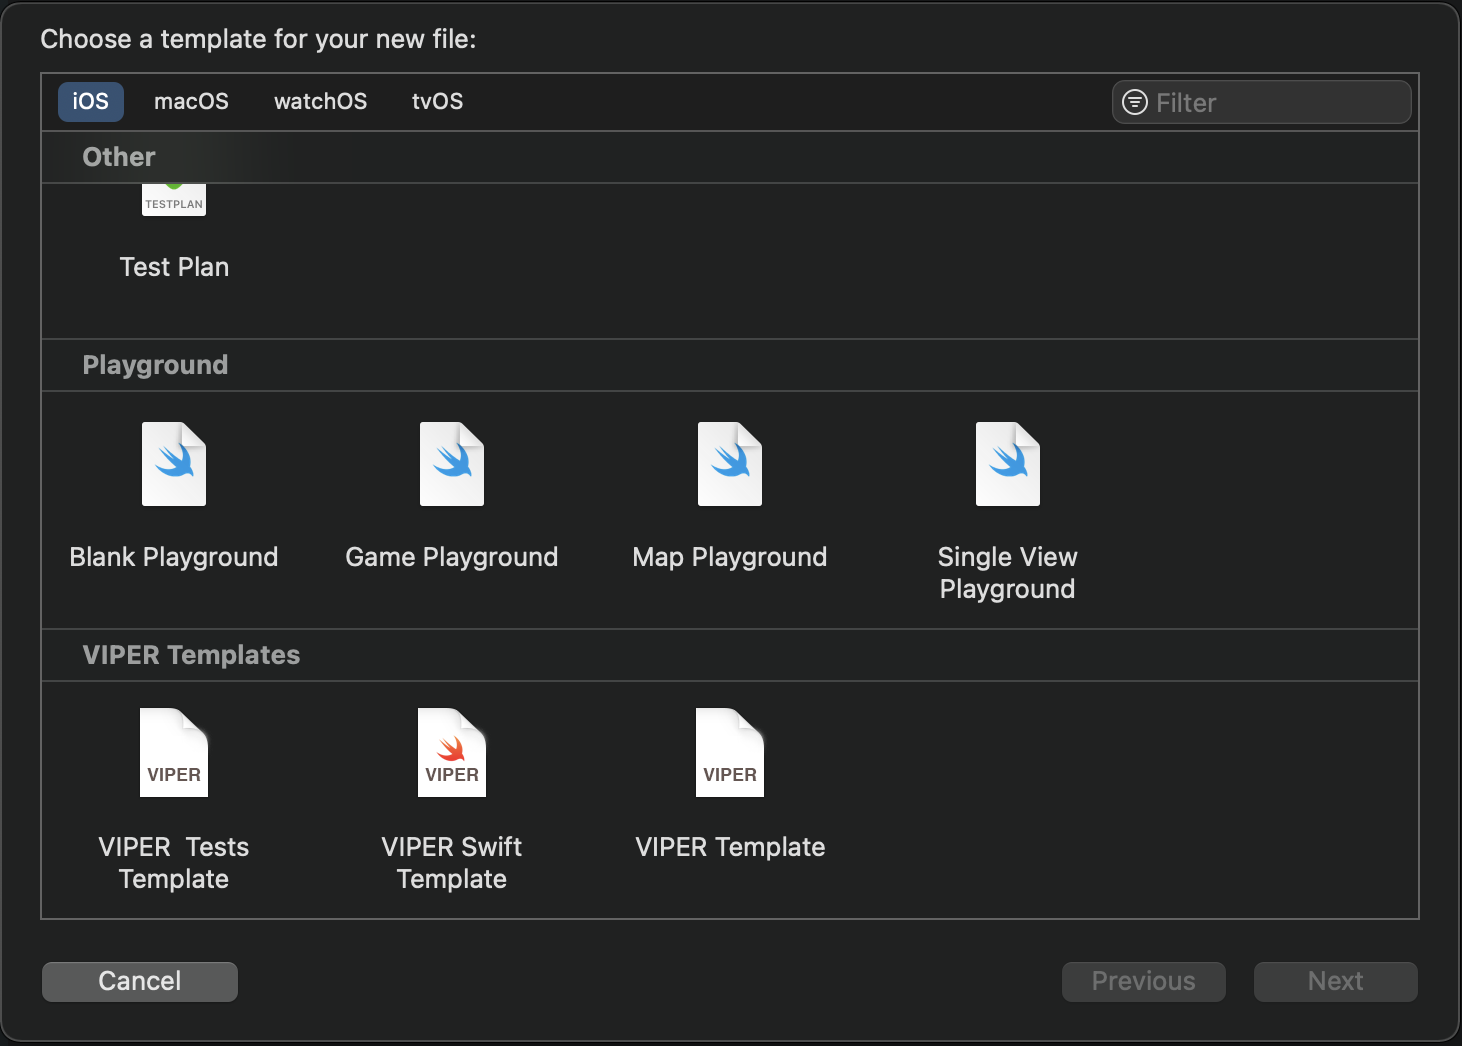 Choose a template for your new file:
iOS macOS watchOS tvOS Filter
Other
TESTPLAN
Test Plan
Playground
Blank Playground
Game Playground
Map Playground
Single View
Playground
VIPER Templates
VIPER
VIPER Tests
Template
VIPER
VIPER Swift
Template
VIPER
VIPER Template
Cancel Previous Next